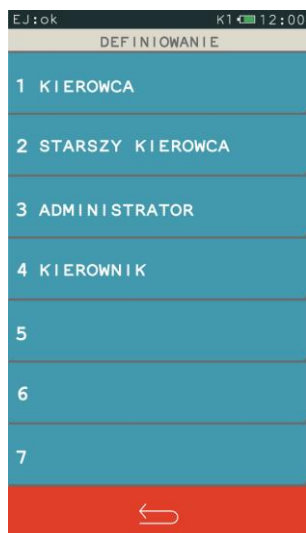 EJ:ok K1 12:00
DEFINIOWANIE
1 KIEROWCA
2 STARSZY KIEROWCA
3 ADMINISTRATOR
4 KIEROWNIK
5
6
7